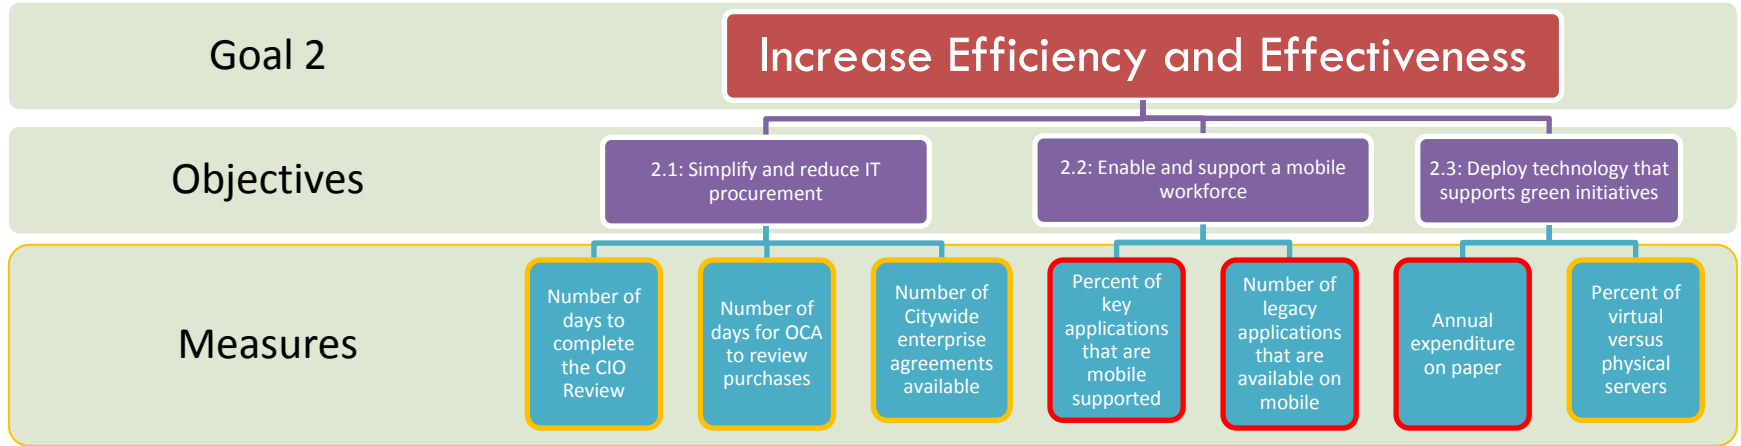 Goal 2
Increase Efficiency and Effectiveness
Objectives
2.1: Simplify and reduce IT
procurement
2.2: Enable and support a mobile
workforce
2.3: Deploy technology that
supports green initiatives
Measures
Number of
days to
complete
the CIO
Review
Number of
days for OCA
to review
purchases
Number of
Citywide
enterprise
agreements
available
Percent of
key
applications
that are
mobile
supported
Number of
legacy
applications
that are
available on
mobile
Annual
expenditure
on paper
Percent of
virtual
versus
physical
servers